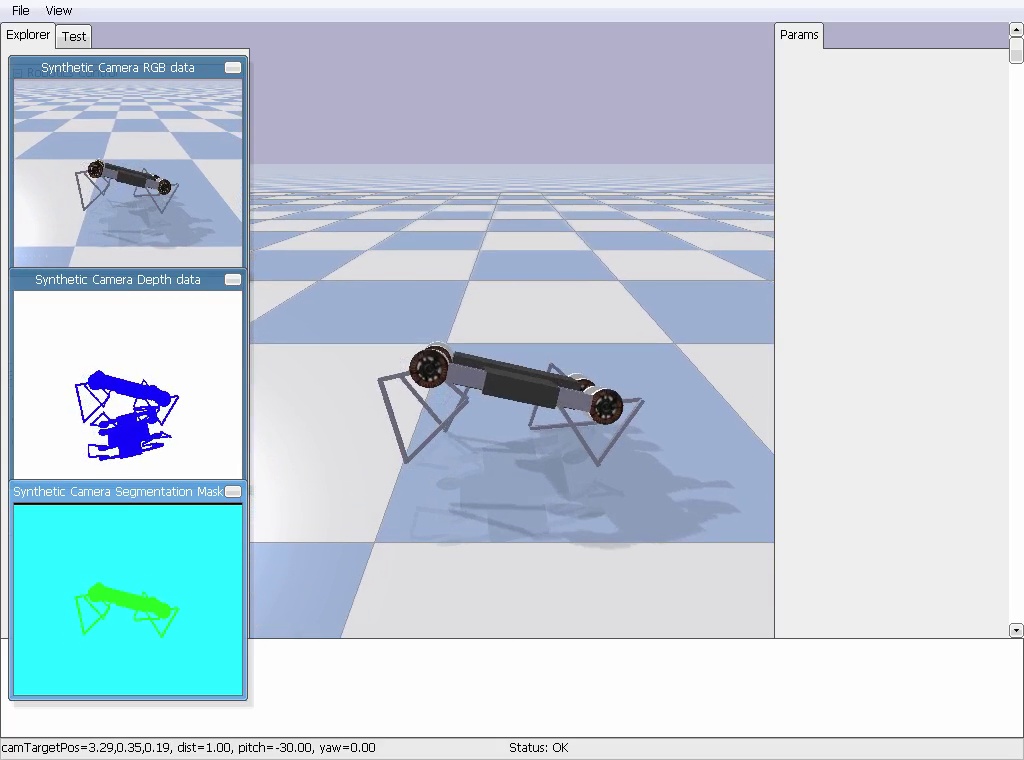 File View
Explorer Test
Params
Synthetic Camera RGB data
Synthetic Camera Depth data
Synthetic Camera Segmentation Mask
camTargetPos=3.29,0.35,0.19, dist=1.00, pitch=-30.00, yaw=0.00
Status: OK